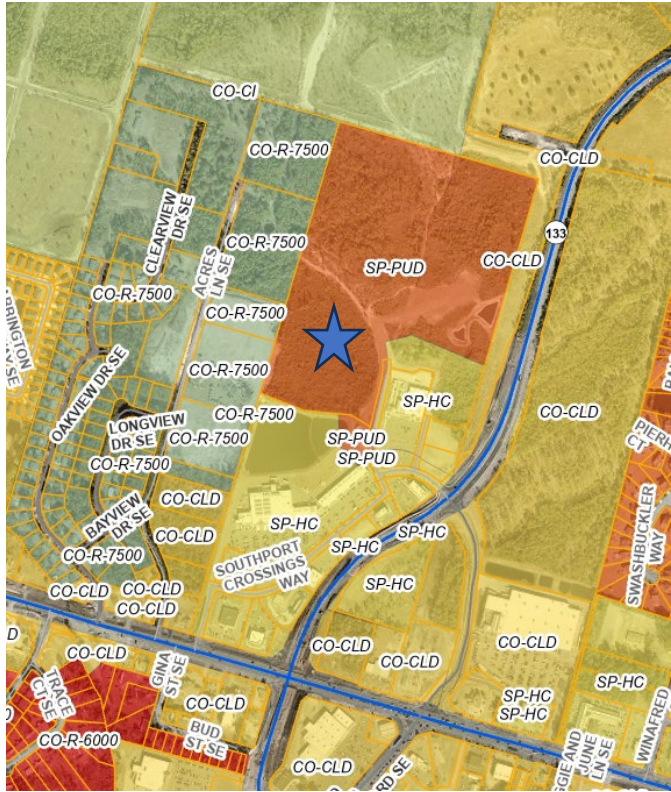 CO-CI
CO-R-7500
CO-CLD
133
CLEARVIEW
DR SE
CO-R-7500
ACRES
LN SE
SP-PUD
CO-CLD
CO-R-7500
CO-R-7500
OAKVIEW DR SE
CO-R-7500
SP-HC
CO-R-7500
CO-CLD
LONGVIEW
DR SE
CO-R-7500
SP-PUD
SP-PUD
CO-R-7500
CO-CLD
BAYVIEW
DR SE
CO-CLD
SP-HC
SP-HC
SP-HC
SWASHBUCKLER
WAY
CO-R-7500
SOUTHPORT
CROSSINGS
WAY
SP-HC
CO-CLD
CO-CLD
CO-CLD
CO-CLD
CO-CLD
CO-CLD
CO-CLD
SP-HC
GINA
ST SE
TRACE
CT SE
CO-CLD
SP-HC
SP-HC
BUD
ST SE
CO-R-6000
CO-CLD
JUNE
LN SE